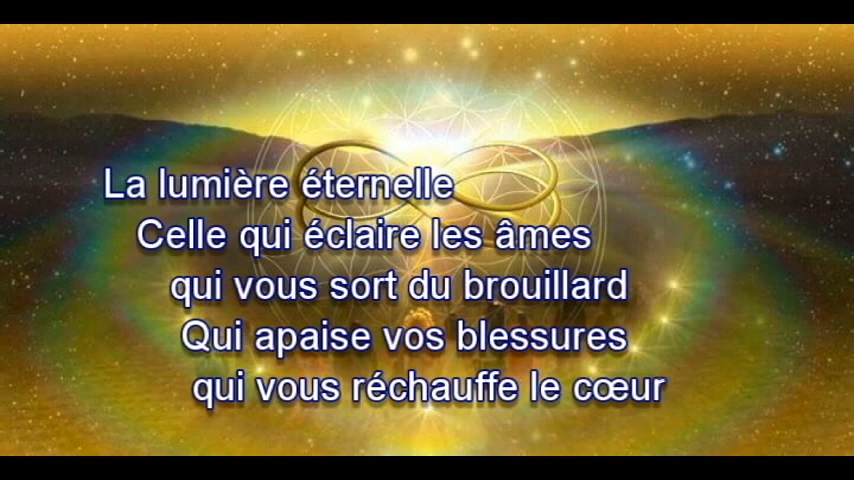 La lumière éternelle
Celle qui éclaire les âmes
qui vous sort du brouillard
Qui apaise vos blessures
qui vous réchauffe le cœur